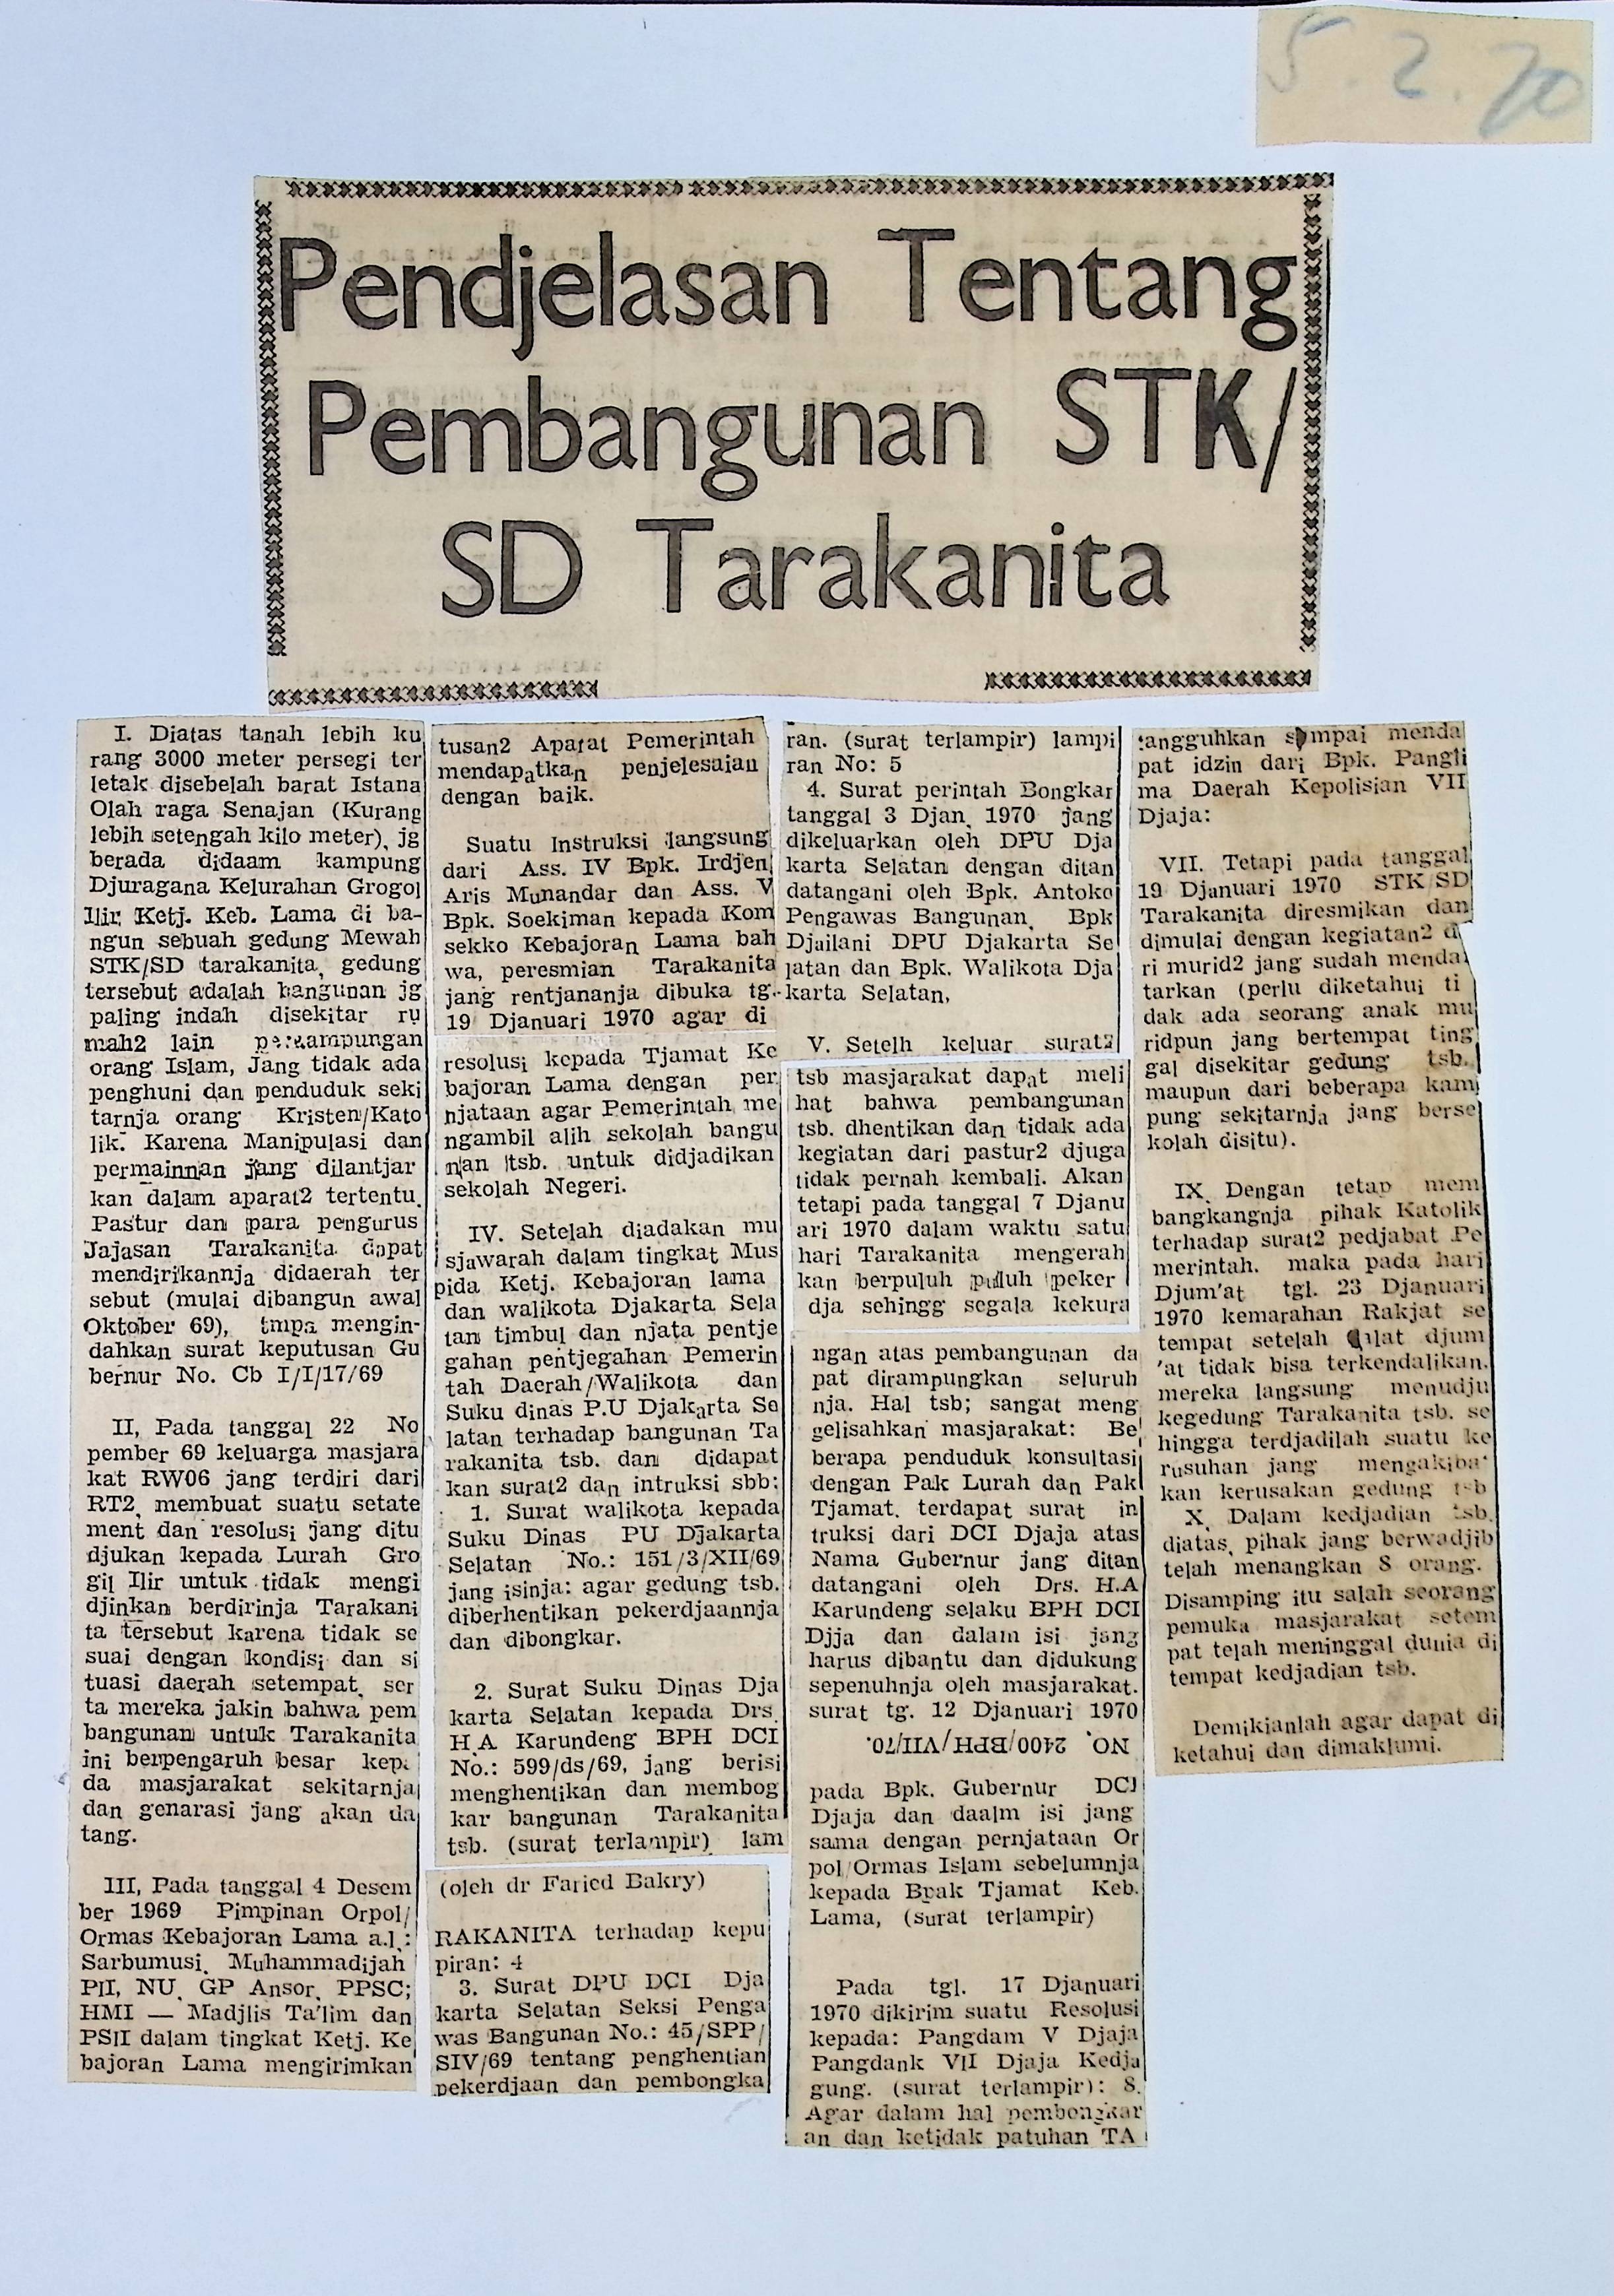 5.2.70
Pendjelasan Tentang
Pembangunan STK/
SD Tarakanita
I. Diatas tanah lebih ku
rang 3000 meter persegi ter
letak disebelah barat Istana
Olah raga Senajan (Kurang
lebih setengah kilo meter), jg
berada didaam kampung
Djuragana Kelurahan Grogol
Ilir, Ketj. Keb. Lama di ba-
ngun sebuah gedung Mewah
STK/SD tarakanita, gedung
tersebut adalah bangunan jg
paling indah disekitar ru
mah2 lain perkampungan
orang Islam, Jang tidak ada
penghuni dan penduduk seki
tarnja orang Kristen/Kato
lik. Karena Manipulasi dan
permainnan jang dilantjar
kan dalam aparat2 tertentu.
Pastur dan para pengurus
Jajasan Tarakanita dapat
mendirikannja didaerah ter
sebut (mulai dibangun awal
Oktober 69), tmpa mengin-
dahkan surat keputusan Gu
bernur No. Cb I/I/17/69
II, Pada tanggal 22 No
pember 69 keluarga masjara
kat RW06 jang terdiri dari
RT2, membuat suatu setate
ment dan resolusi jang ditu
djukan kepada Lurah Gro
gil Ilir untuk tidak mengi
djinkan berdirinja Tarakani
ta tersebut karena tidak se
suai dengan kondisi dan si
tuasi daerah setempat, ser
ta mereka jakin bahwa pem
bangunan untuk Tarakanita
ini berpengaruh besar kepa
da masjarakat sekitarnja
dan genarasi jang akan da
tang.
III, Pada tanggal 4 Desem
ber 1969 Pimpinan Orpol/
Ormas Kebajoran Lama a.l.:
Sarbumusi, Muhammadijah
PII, NU, GP Ansor, PPSC;
HMI — Madjlis Ta'lim dan
PSII dalam tingkat Ketj. Ke
bajoran Lama mengirimkan
tusan2 Aparat Pemerintah
mendapatkan penjelesaian
dengan baik.
Suatu Instruksi langsung
dari Ass. IV Bpk. Irdjen
Aris Munandar dan Ass. V
Bpk. Soekiman kepada Kom
sekko Kebajoran Lama bah
wa, peresmian Tarakanita
jang rentjananja dibuka tg.
19 Djanuari 1970 agar di
resolusi kepada Tjamat Ke
bajoran Lama dengan per
njataan agar Pemerintah me
ngambil alih sekolah bangu
nan tsb. untuk didjadikan
sekolah Negeri.
IV. Setelah diadakan mu
sjawarah dalam tingkat Mus
pida Ketj. Kebajoran lama
dan walikota Djakarta Sela
tan timbul dan njata pentje
gahan pentjegahan Pemerin
tah Daerah/Walikota dan
Suku dinas P.U Djakarta Se
latan terhadap bangunan Ta
rakanita tsb. dan didapat
kan surat2 dan intruksi sbb:
1. Surat walikota kepada
Suku Dinas PU Djakarta
Selatan No.: 151/3/XII/69
jang isinja: agar gedung tsb.
diberhentikan pekerdjaannja
dan dibongkar.
2. Surat Suku Dinas Dja
karta Selatan kepada Drs.
H.A Karundeng BPH DCI
No.: 599/ds/69, jang berisi
menghentikan dan membog
kar bangunan Tarakanita
tsb. (surat terlampir) lam
(oleh dr Faried Bakry)
RAKANITA terhadap kepu
piran: 4
3. Surat DPU DCI Dja
karta Selatan Seksi Penga
was Bangunan No.: 45/SPP/
SIV/69 tentang penghentian
pekerdjaan dan pembongka
ran. (surat terlampir) lampi
ran No: 5
4. Surat perintah Bongkar
tanggal 3 Djan, 1970 jang
dikeluarkan oleh DPU Dja
karta Selatan dengan ditan
datangani oleh Bpk. Antoko
Pengawas Bangunan, Bpk
Djailani DPU Djakarta Se
latan dan Bpk. Walikota Dja
karta Selatan,
V. Setelh keluar surat2
tsb masjarakat dapat meli
hat bahwa pembangunan
tsb. dhentikan dan tidak ada
kegiatan dari pastur2 djuga
tidak pernah kembali. Akan
tetapi pada tanggal 7 Djanu
ari 1970 dalam waktu satu
hari Tarakanita mengerah
kan berpuluh puluh peker
dja sehingg segala kekura
ngan atas pembangunan da
pat dirampungkan seluruh
nja. Hal tsb; sangat meng
gelisahkan masjarakat: Be
berapa penduduk konsultasi
dengan Pak Lurah dan Pak
Tjamat. terdapat surat in
truksi dari DCI Djaja atas
Nama Gubernur jang ditan
datangani oleh Drs. H.A
Karundeng selaku BPH DCI
Djja dan dalam isi jang
harus dibantu dan didukung
sepenuhnja oleh masjarakat.
surat tg. 12 Djanuari 1970
NO. 2400/BPH/VII/70.
pada Bpk. Gubernur DCI
Djaja dan daalm isi jang
sama dengan pernjataan Or
pol/Ormas Islam sebelumnja
kepada Bpak Tjamat Keb.
Lama, (surat terlampir)
Pada tgl. 17 Djanuari
1970 dikirim suatu Resolusi
kepada: Pangdam V Djaja
Pangdank VII Djaja Kedja
gung. (surat terlampir): 8.
Agar dalam hal pembongkar
an dan ketidak patuhan TA
tangguhkan sampai menda
pat idzin dari Bpk. Pangli
ma Daerah Kepolisian VII
Djaja:
VII. Tetapi pada tanggal
19 Djanuari 1970 STK/SD
Tarakanita diresmikan dan
dimulai dengan kegiatan2 da
ri murid2 jang sudah menda
tarkan (perlu diketahui ti
dak ada seorang anak mu
ridpun jang bertempat ting
gal disekitar gedung tsb.
maupun dari beberapa kam
pung sekitarnja jang berse
kolah disitu).
IX. Dengan tetap mem
bangkangnja pihak Katolik
terhadap surat2 pedjabat Pe
merintah. maka pada hari
Djum'at tgl. 23 Djanuari
1970 kemarahan Rakjat se
tempat setelah salat djum
'at tidak bisa terkendalikan.
mereka langsung menudju
kegedung Tarakanita tsb. se
hingga terdjadilah suatu ke
rusuhan jang mengakibat
kan kerusakan gedung tsb
X. Dalam kedjadian tsb.
diatas, pihak jang berwadjib
telah menangkan 8 orang.
Disamping itu salah seorang
pemuka masjarakat setem
pat telah meninggal dunia di
tempat kedjadian tsb.
Demikianlah agar dapat di
ketahui dan dimaklumi.